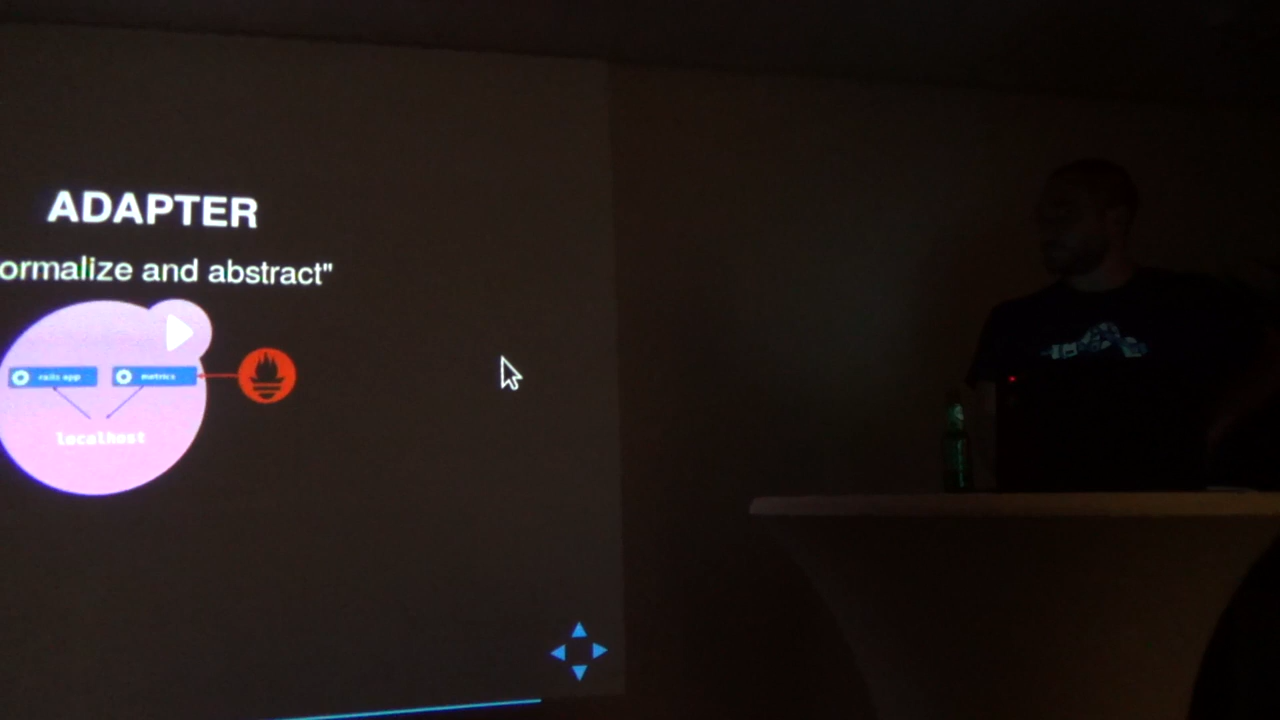 ADAPTER
ormalize and abstract"
rails app
metrics
localhost